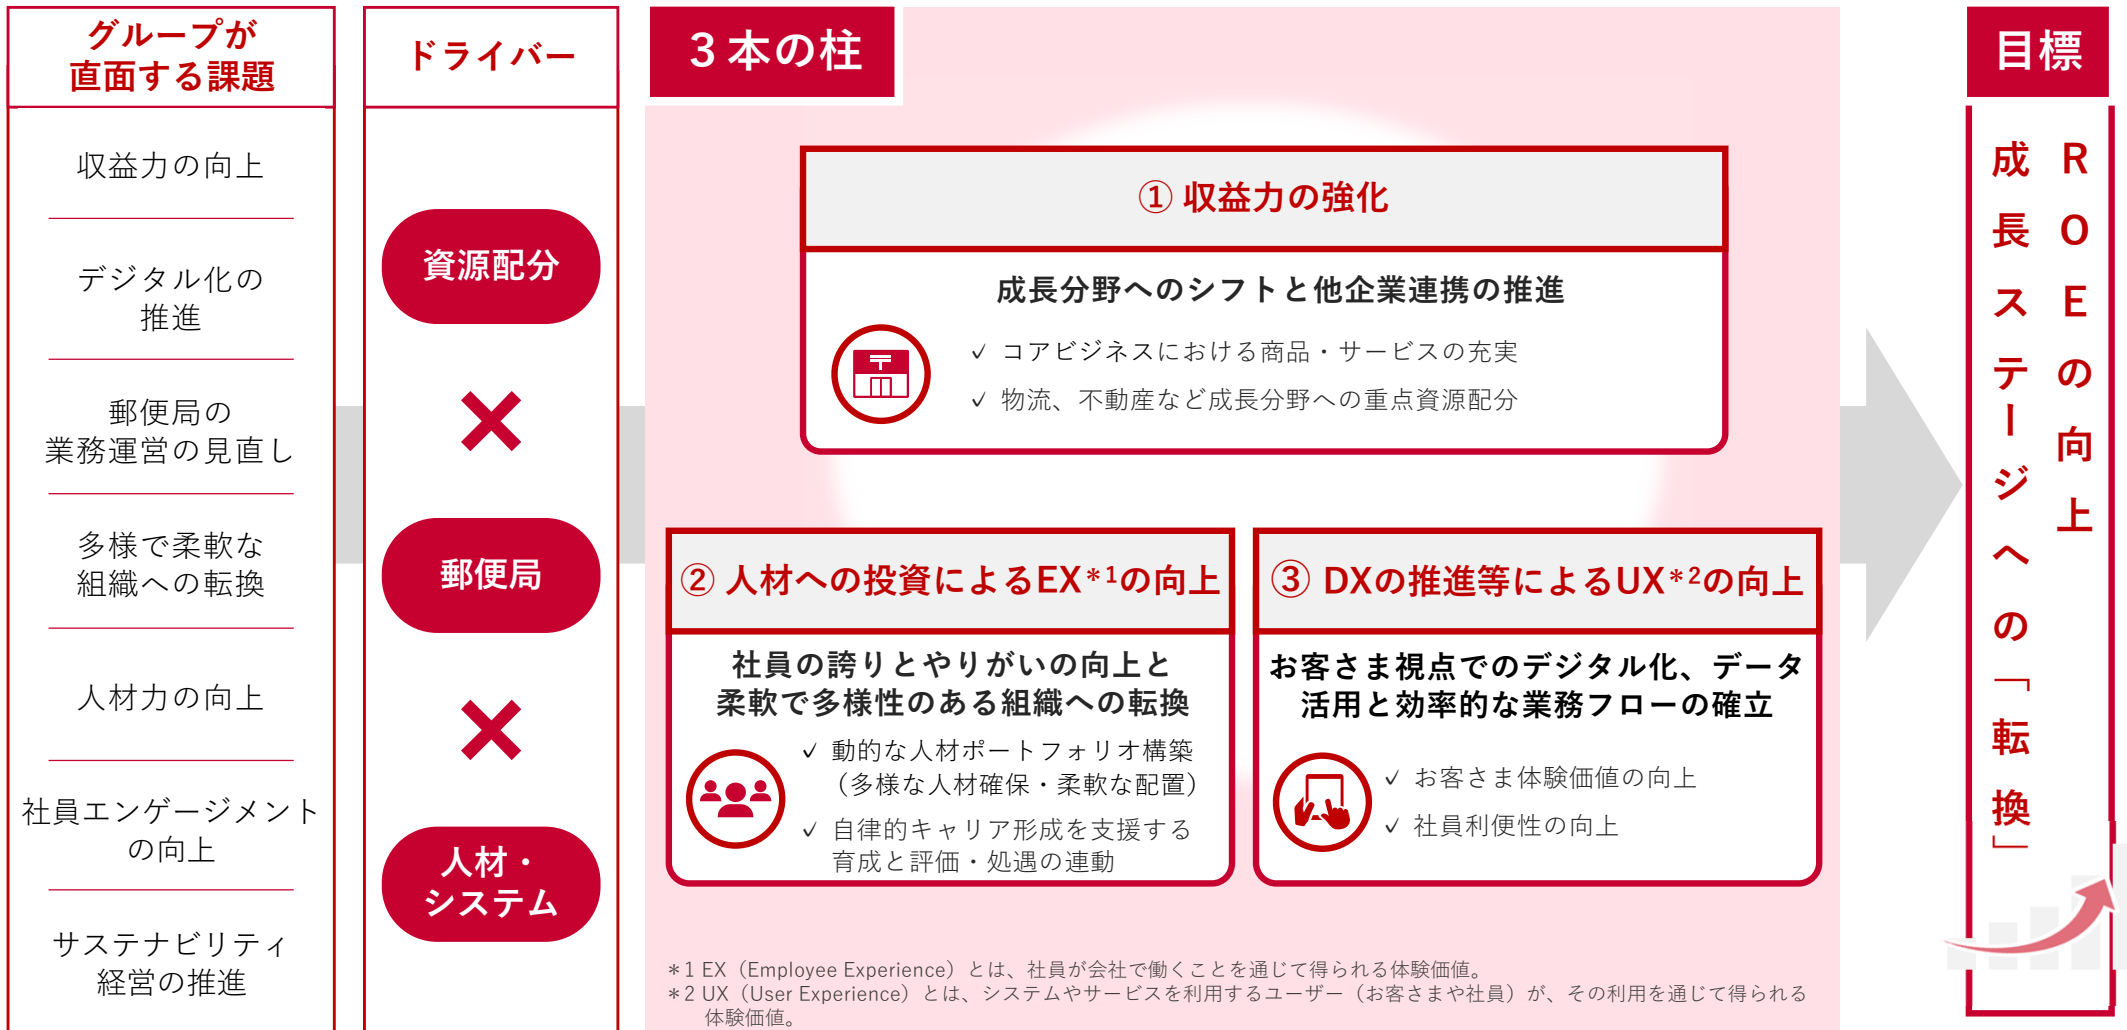 グループが
直面する課題
収益力の向上
デジタル化の
推進
郵便局の
業務運営の見直し
多様で柔軟な
組織への転換
人材力の向上
社員エンゲージメント
の向上
サステナビリティ
経営の推進
ドライバー
資源配分
×
郵便局
×
人材・
システム
3本の柱
① 収益力の強化
成長分野へのシフトと他企業連携の推進
✓ コアビジネスにおける商品・サービスの充実
✓ 物流、不動産など成長分野への重点資源配分
② 人材への投資によるEX*1の向上
社員の誇りとやりがいの向上と
柔軟で多様性のある組織への転換
✓ 動的な人材ポートフォリオ構築
（多様な人材確保・柔軟な配置）
✓ 自律的キャリア形成を支援する
育成と評価・処遇の連動
③ DXの推進等によるUX*2の向上
お客さま視点でのデジタル化、データ
活用と効率的な業務フローの確立
✓ お客さま体験価値の向上
✓ 社員利便性の向上
*1 EX（Employee Experience）とは、社員が会社で働くことを通じて得られる体験価値。
*2 UX（User Experience）とは、システムやサービスを利用するユーザー（お客さまや社員）が、その利用を通じて得られる
体験価値。
目標
ROEの向上
成長ステージへの「転換」